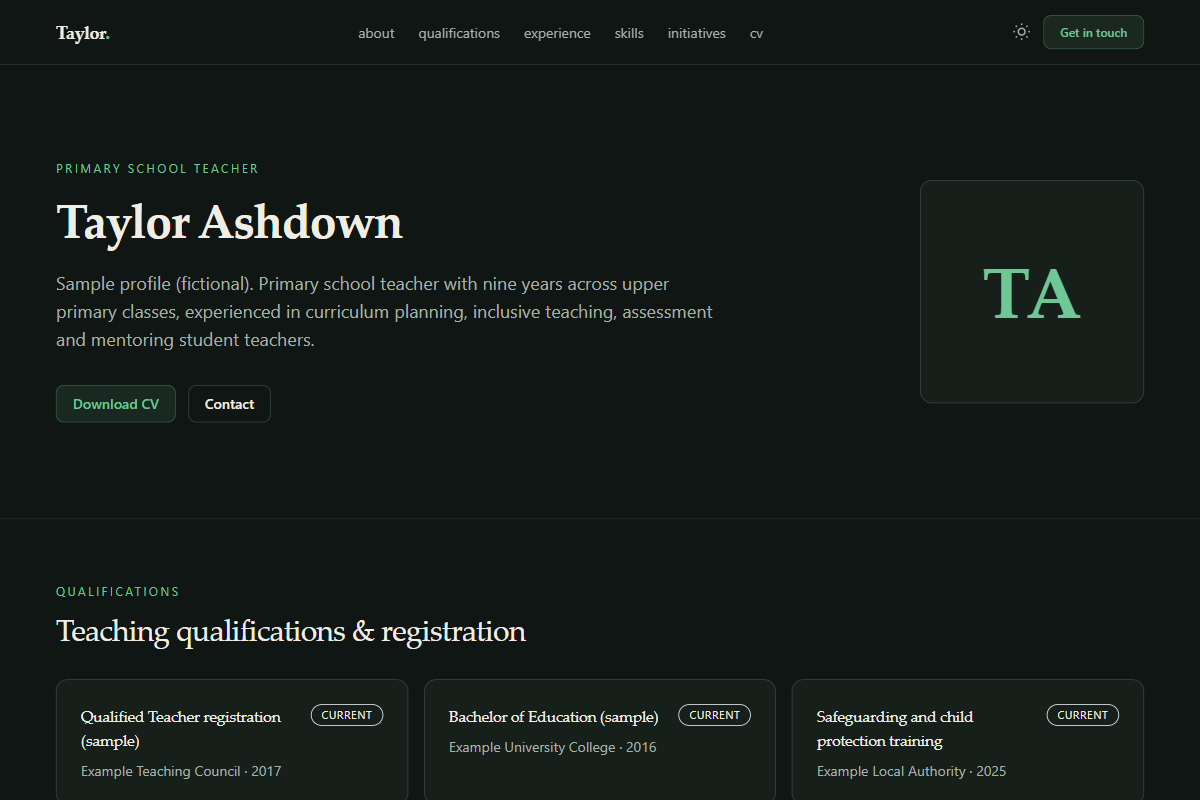 Taylor.
about qualifications experience skills initiatives cv
Get in touch
PRIMARY SCHOOL TEACHER
Taylor Ashdown
Sample profile (fictional). Primary school teacher with nine years across upper
primary classes, experienced in curriculum planning, inclusive teaching, assessment
and mentoring student teachers.
Download CV
Contact
TA
QUALIFICATIONS
Teaching qualifications & registration
Qualified Teacher registration
(sample)
CURRENT
Example Teaching Council · 2017
Bachelor of Education (sample)
CURRENT
Example University College · 2016
Safeguarding and child
protection training
CURRENT
Example Local Authority · 2025